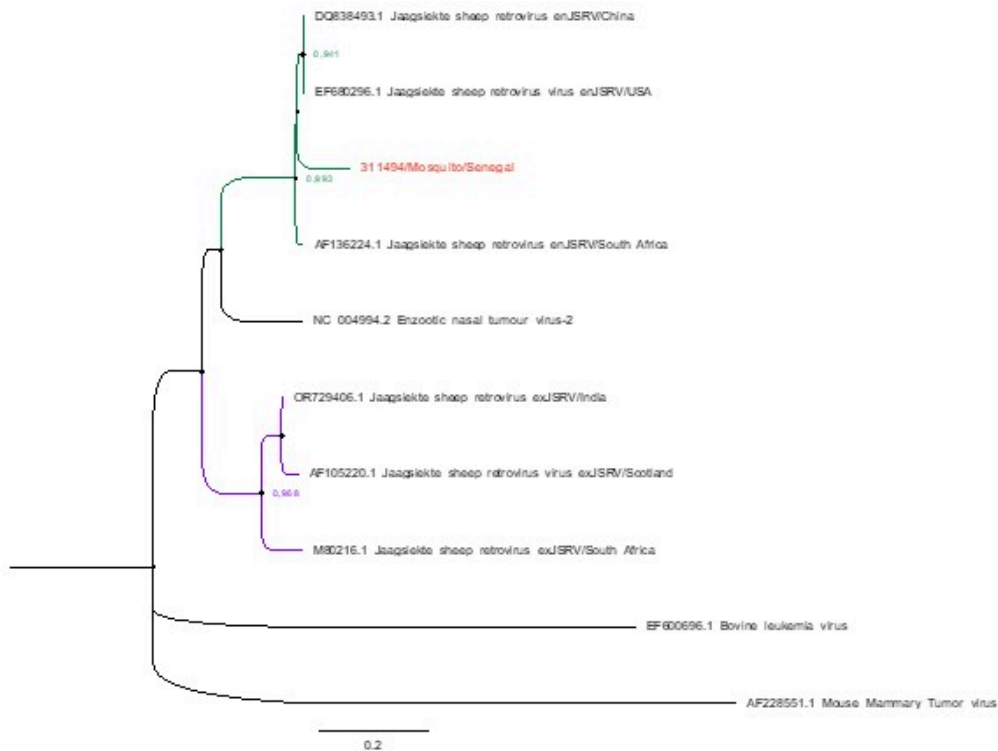 DQ838493.1 Jaagsiekte sheep retrovirus enJSRV/China
0,941
EF680296.1 Jaagsiekte sheep retrovirus virus enJSRV/USA
311494/Mosquito/Senegal
0,993
AF136224.1 Jaagsiekte sheep retrovirus enJSRV/South Africa
NC 004994.2 Enzootic nasal tumour virus-2
OR729406.1 Jaagsiekte sheep retrovirus exJSRV/India
AF105220.1 Jaagsiekte sheep retrovirus virus exJSRV/Scotland
0,968
M80216.1 Jaagsiekte sheep retrovirus exJSRV/South Africa
EF600696.1 Bovine leukemia virus
AF228551.1 Mouse Mammary Tumor virus
0.2